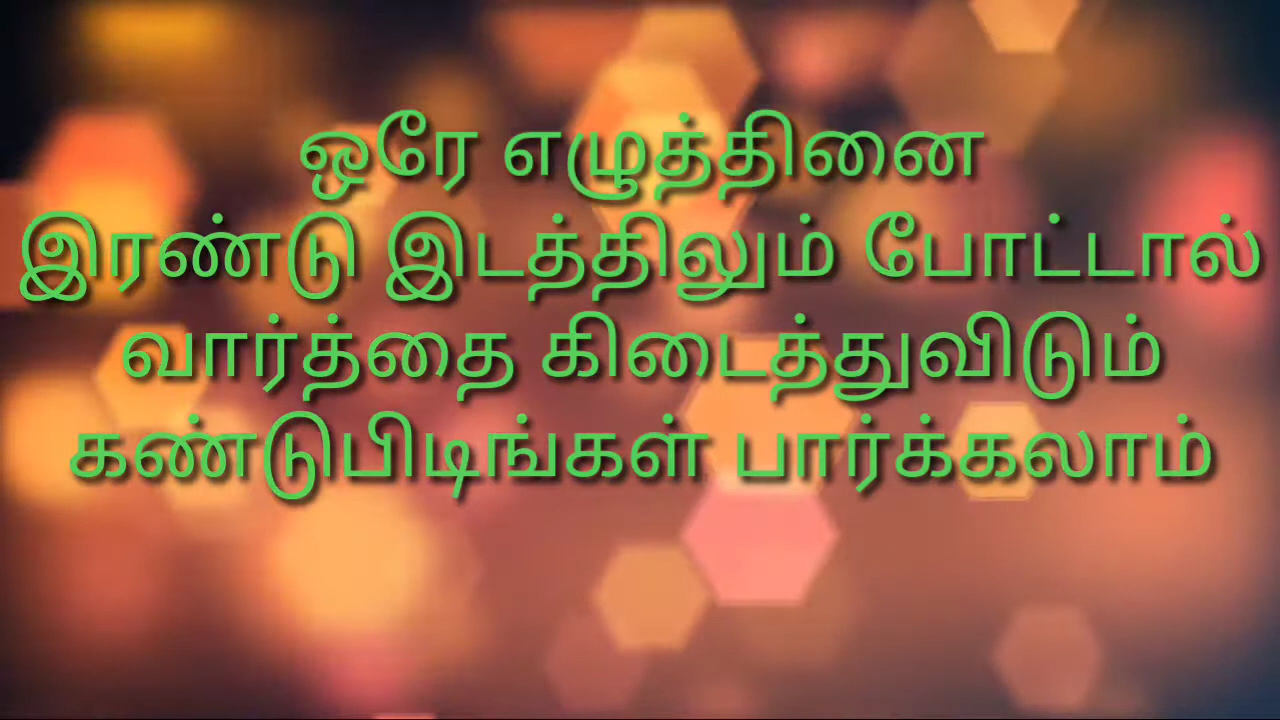 ஒரே எழுத்தினை
இரண்டு இடத்திலும் போட்டால்
வார்த்தை கிடைத்துவிடும்
கண்டுபிடிங்கள் பார்க்கலாம்